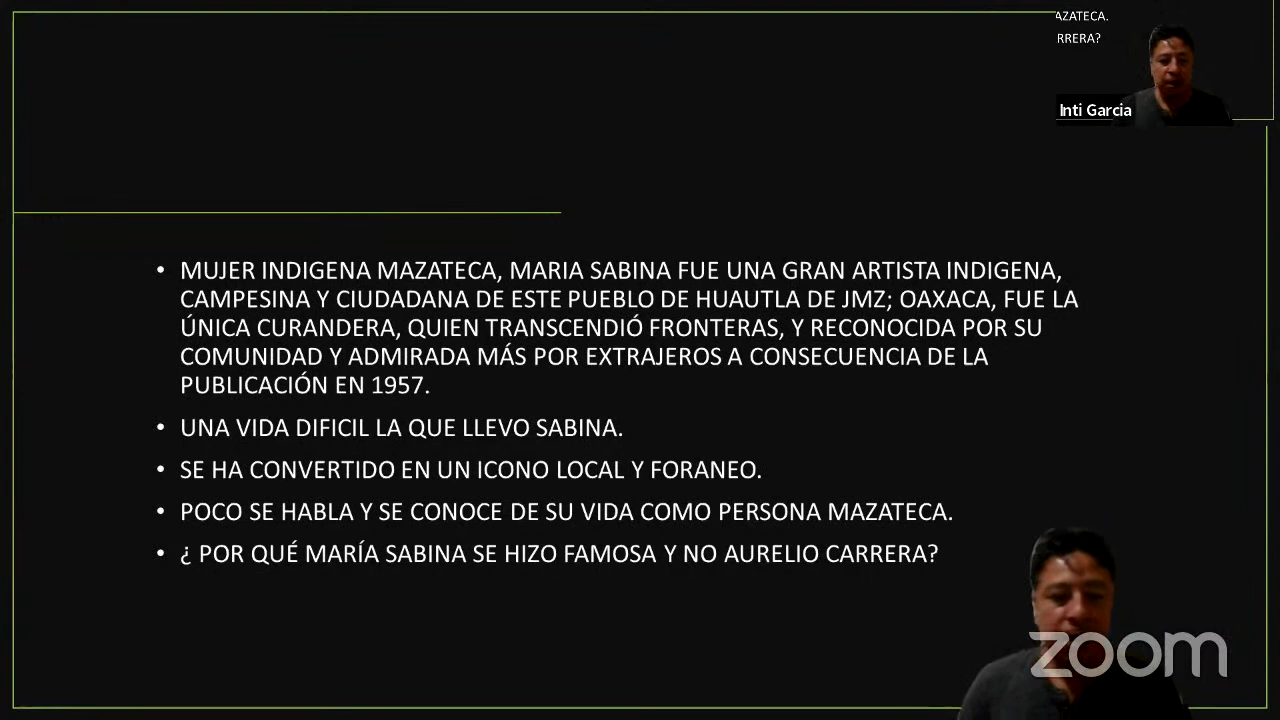 AZATECA.
RRERA?
Inti Garcia
• MUJER INDIGENA MAZATECA, MARIA SABINA FUE UNA GRAN ARTISTA INDIGENA,
CAMPESINA Y CIUDADANA DE ESTE PUEBLO DE HUAUTLA DE JMZ; OAXACA, FUE LA
ÚNICA CURANDERA, QUIEN TRANSCENDIÓ FRONTERAS, Y RECONOCIDA POR SU
COMUNIDAD Y ADMIRADA MÁS POR EXTRAJEROS A CONSECUENCIA DE LA
PUBLICACIÓN EN 1957.
• UNA VIDA DIFICIL LA QUE LLEVO SABINA.
• SE HA CONVERTIDO EN UN ICONO LOCAL Y FORANEO.
• POCO SE HABLA Y SE CONOCE DE SU VIDA COMO PERSONA MAZATECA.
• ¿ POR QUÉ MARÍA SABINA SE HIZO FAMOSA Y NO AURELIO CARRERA?
zoom